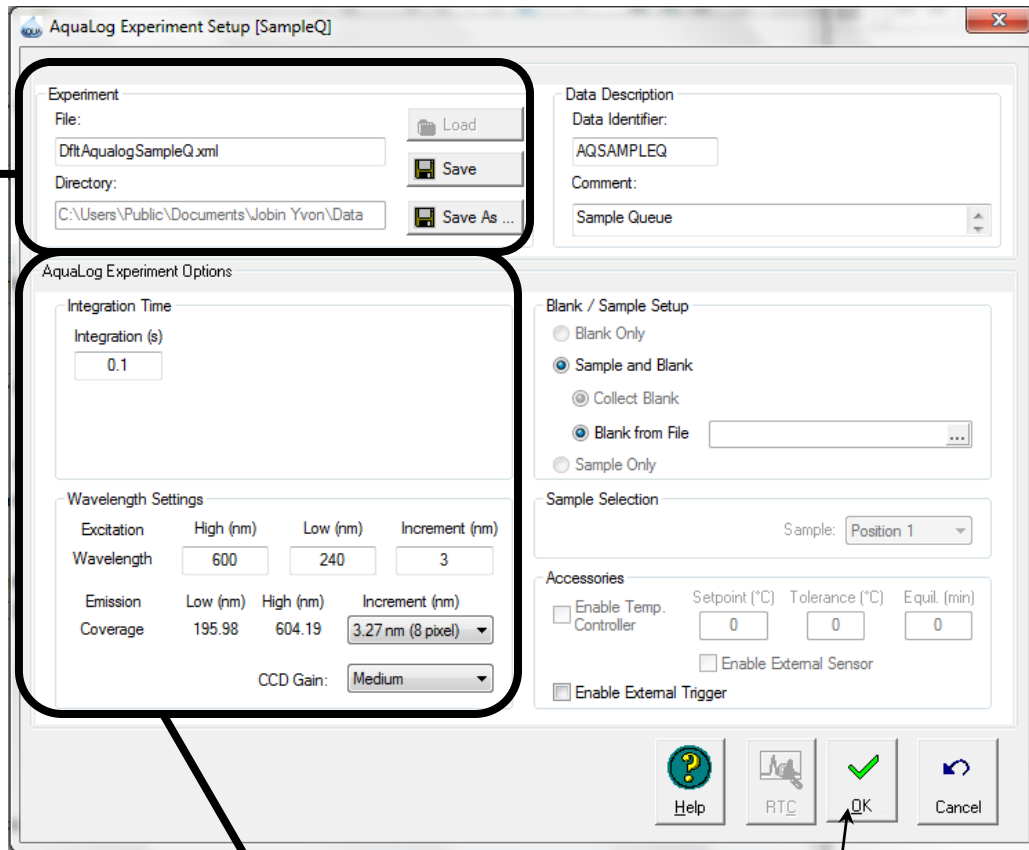 AquaLog Experiment Setup [SampleQ]
Experiment
File:
Load
DfltAqualogSampleQ.xml
Save
Directory:
C:\Users\Public\Documents\Jobin Yvon\Data
Save As ...
Data Description
Data Identifier:
AQSAMPLEQ
Comment:
Sample Queue
AquaLog Experiment Options
Integration Time
Integration (s)
0.1
Wavelength Settings
Excitation High (nm) Low (nm) Increment (nm)
Wavelength 600 240 3
Emission Low (nm) High (nm) Increment (nm)
Coverage 195.98 604.19 3.27 nm (8 pixel)
CCD Gain: Medium
Blank / Sample Setup
Blank Only
Sample and Blank
Collect Blank
Blank from File ...
Sample Only
Sample Selection
Sample: Position 1
Accessories
Enable Temp. Controller
Setpoint (°C) Tolerance (°C) Equil. (min)
0 0 0
Enable External Sensor
Enable External Trigger
Help RTC OK Cancel